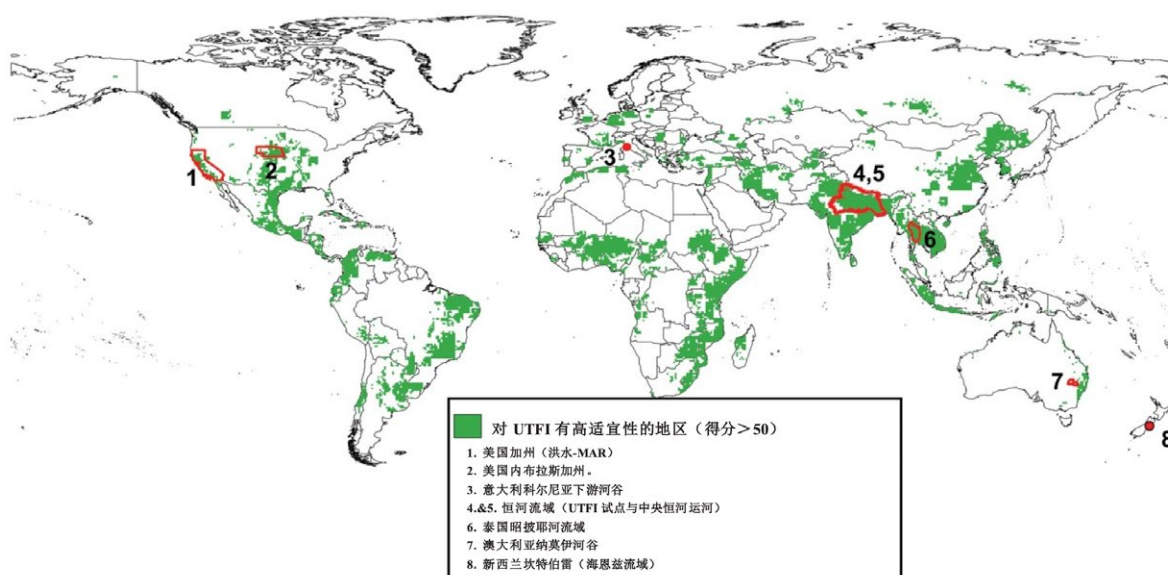 3
4,5
1
2
6
7
8
对 UTFI 有高适宜性的地区（得分＞50）
1. 美国加州（洪水-MAR）
2. 美国内布拉斯加州。
3. 意大利科尔尼亚下游河谷
4.&5. 恒河流域（UTFI 试点与中央恒河运河）
6. 泰国昭披耶河流域
7. 澳大利亚纳莫伊河谷
8. 新西兰坎特伯雷（海恩兹流域）